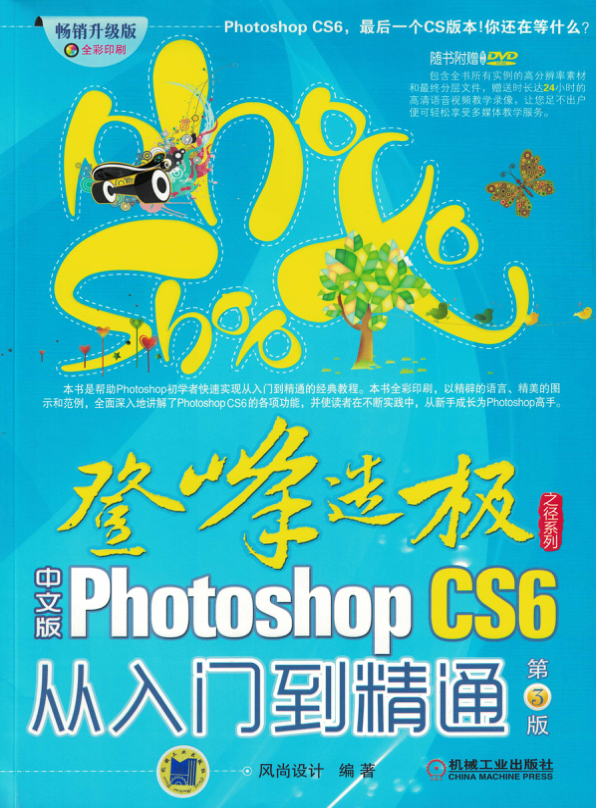 畅销升级版
全彩印刷
Photoshop CS6，最后一个CS版本！你还在等什么？
随书附赠 DVD
包含全书所有实例的高分辨率素材
和最终分层文件，赠送时长达24小时的
高清语音视频教学录像，让您足不出户
便可轻松享受多媒体教学服务。
Photo
Shop
本书是帮助Photoshop初学者快速实现从入门到精通的经典教程。本书全彩印刷，以精辟的语言、精美的图
示和范例，全面深入地讲解了Photoshop CS6的各项功能，并使读者在不断实践中，从新手成长为Photoshop高手。
登峰造极
之径系列
中文版
Photoshop CS6
从入门到精通
第3版
风尚设计 编著
机械工业出版社
CHINA MACHINE PRESS